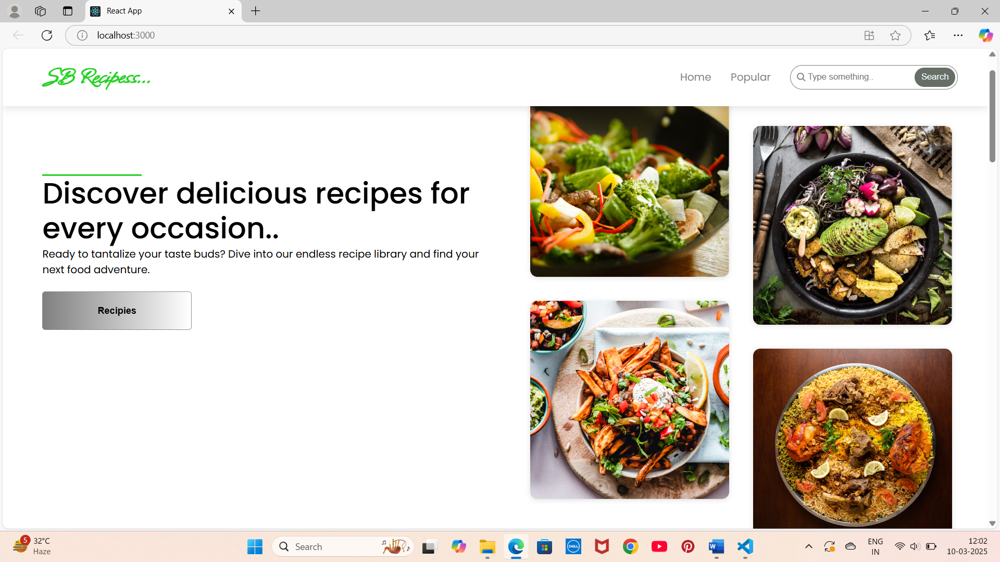 React App
localhost:3000
SB Recipess...
Home
Popular
Type something..
Search
Discover delicious recipes for
every occasion..
Ready to tantalize your taste buds? Dive into our endless recipe library and find your
next food adventure.
Recipies
5
32°C
Haze
Search
DELL
ENG
IN
12:02
10-03-2025